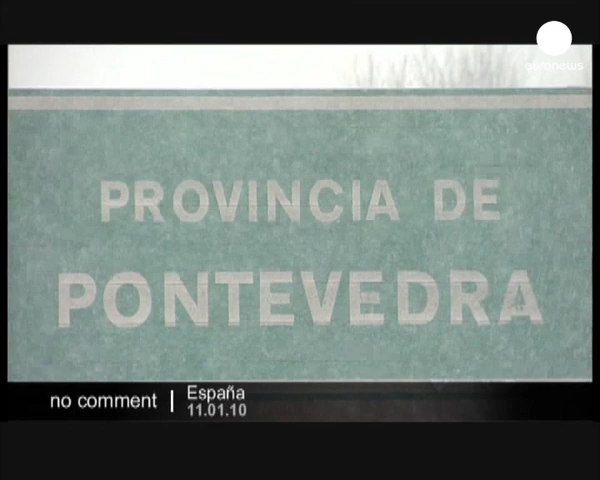 euronews
PROVINCIA DE
PONTEVEDRA
no comment
España
11.01.10